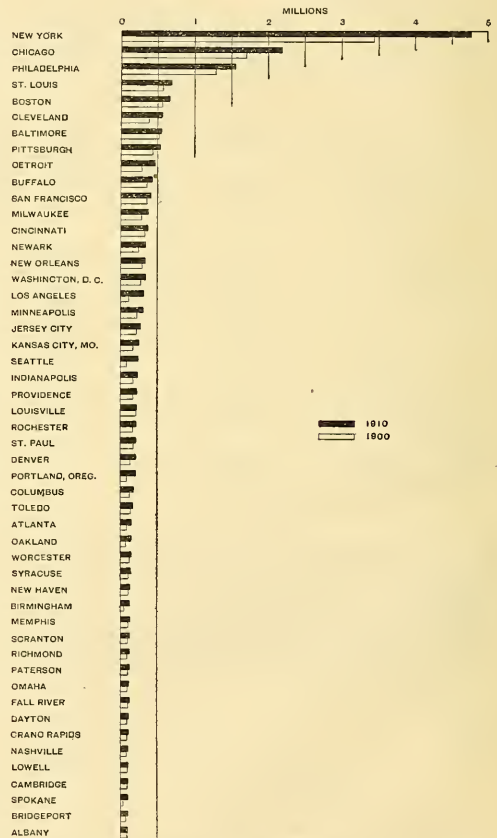 MILLIONS
0 1 2 3 4 5
NEW YORK
CHICAGO
PHILADELPHIA
ST. LOUIS
BOSTON
CLEVELAND
BALTIMORE
PITTSBURGH
DETROIT
BUFFALO
SAN FRANCISCO
MILWAUKEE
CINCINNATI
NEWARK
NEW ORLEANS
WASHINGTON, D. C.
LOS ANGELES
MINNEAPOLIS
JERSEY CITY
KANSAS CITY, MO.
SEATTLE
INDIANAPOLIS
PROVIDENCE
LOUISVILLE
1910
ROCHESTER
1900
ST. PAUL
DENVER
PORTLAND, OREG.
COLUMBUS
TOLEDO
ATLANTA
OAKLAND
WORCESTER
SYRACUSE
NEW HAVEN
BIRMINGHAM
MEMPHIS
SCRANTON
RICHMOND
PATERSON
OMAHA
FALL RIVER
DAYTON
GRAND RAPIDS
NASHVILLE
LOWELL
CAMBRIDGE
SPOKANE
BRIDGEPORT
ALBANY